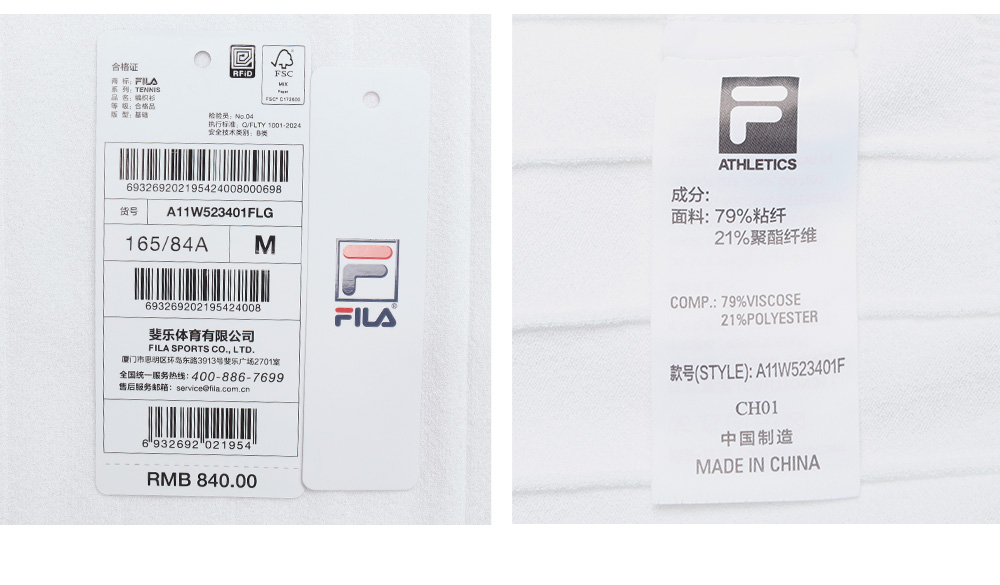 合格证
商 标: FILA
系 列: TENNIS
品 名: 编织衫
等 级: 合格品
版 型: 基础
RFiD
FSC
MIX
Paper
FSC® C172600
检验员: No.04
执行标准: Q/FLTY 1001-2024
安全技术类别: B类
693269202195424008000698
货号 A11W523401FLG
165/84A M
693269202195424008
斐乐体育有限公司
FILA SPORTS CO., LTD.
厦门市思明区环岛东路3913号斐乐广场2701室
全国统一服务热线: 400-886-7699
售后服务邮箱: service@fila.com.cn
6 932692 021954
RMB 840.00
FILA®
F
ATHLETICS
成分:
面料: 79%粘纤
21%聚酯纤维
COMP.: 79%VISCOSE
21%POLYESTER
款号(STYLE): A11W523401F
CH01
中国制造
MADE IN CHINA